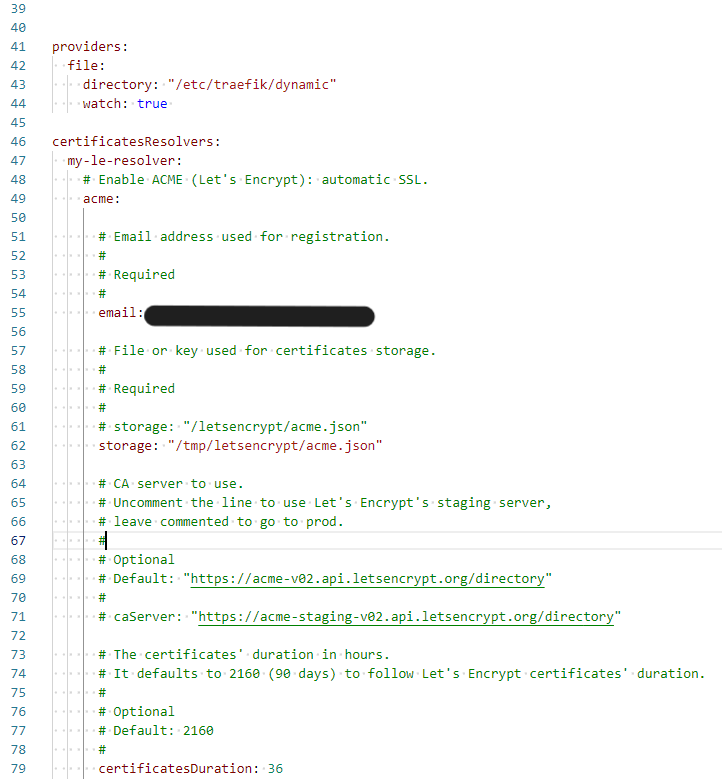 39
40
41 providers:
42 file:
43 directory: "/etc/traefik/dynamic"
44 watch: true
45
46 certificatesResolvers:
47 my-le-resolver:
48 # Enable ACME (Let's Encrypt): automatic SSL.
49 acme:
50
51 # Email address used for registration.
52 #
53 # Required
54 #
55 email:
56
57 # File or key used for certificates storage.
58 #
59 # Required
60 #
61 # storage: "/letsencrypt/acme.json"
62 storage: "/tmp/letsencrypt/acme.json"
63
64 # CA server to use.
65 # Uncomment the line to use Let's Encrypt's staging server,
66 # leave commented to go to prod.
67 #
68 # Optional
69 # Default: "https://acme-v02.api.letsencrypt.org/directory"
70 #
71 # caServer: "https://acme-staging-v02.api.letsencrypt.org/directory"
72
73 # The certificates' duration in hours.
74 # It defaults to 2160 (90 days) to follow Let's Encrypt certificates' duration.
75 #
76 # Optional
77 # Default: 2160
78 #
79 certificatesDuration: 36